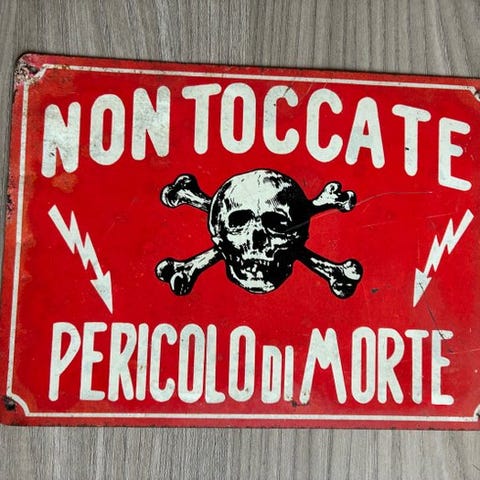 NON TOCCATE
PERICOLO DI MORTE